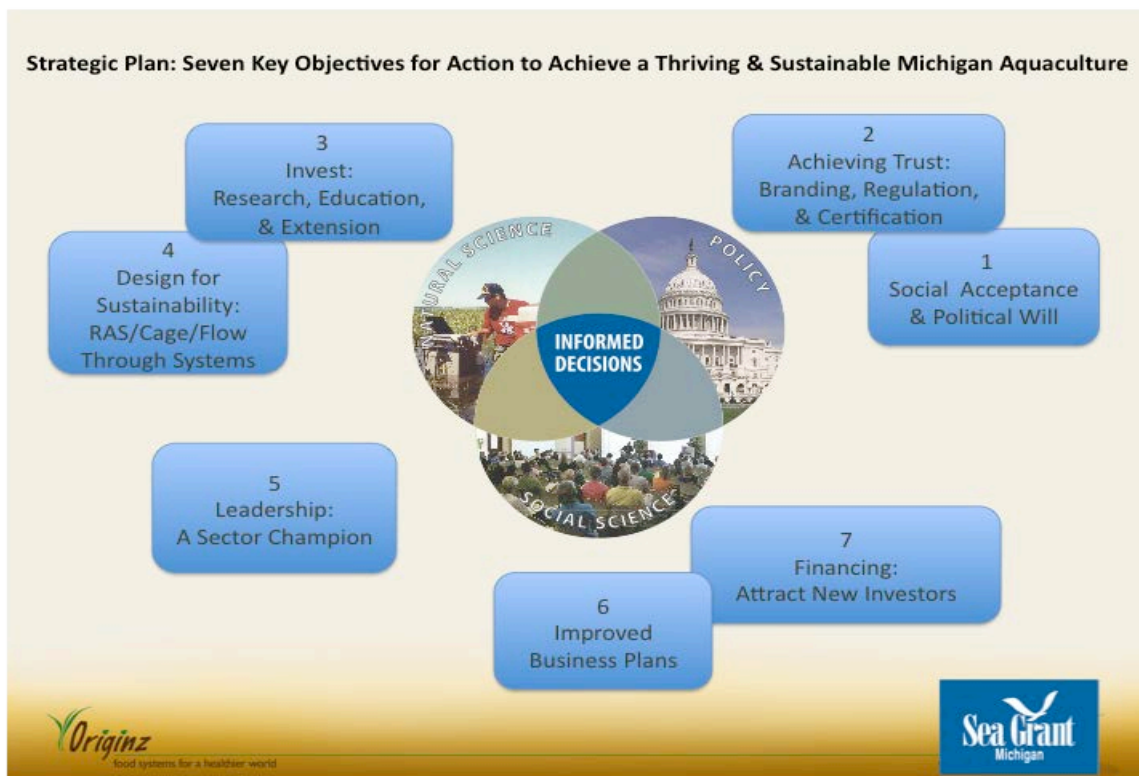 Strategic Plan: Seven Key Objectives for Action to Achieve a Thriving & Sustainable Michigan Aquaculture
3
Invest:
Research, Education,
& Extension
2
Achieving Trust:
Branding, Regulation,
& Certification
4
Design for
Sustainability:
RAS/Cage/Flow
Through Systems
1
Social Acceptance
& Political Will
NATURAL SCIENCE
POLICY
INFORMED
DECISIONS
SOCIAL SCIENCE
5
Leadership:
A Sector Champion
7
Financing:
Attract New Investors
6
Improved
Business Plans
Originz
food systems for a healthier world
Sea Grant
Michigan